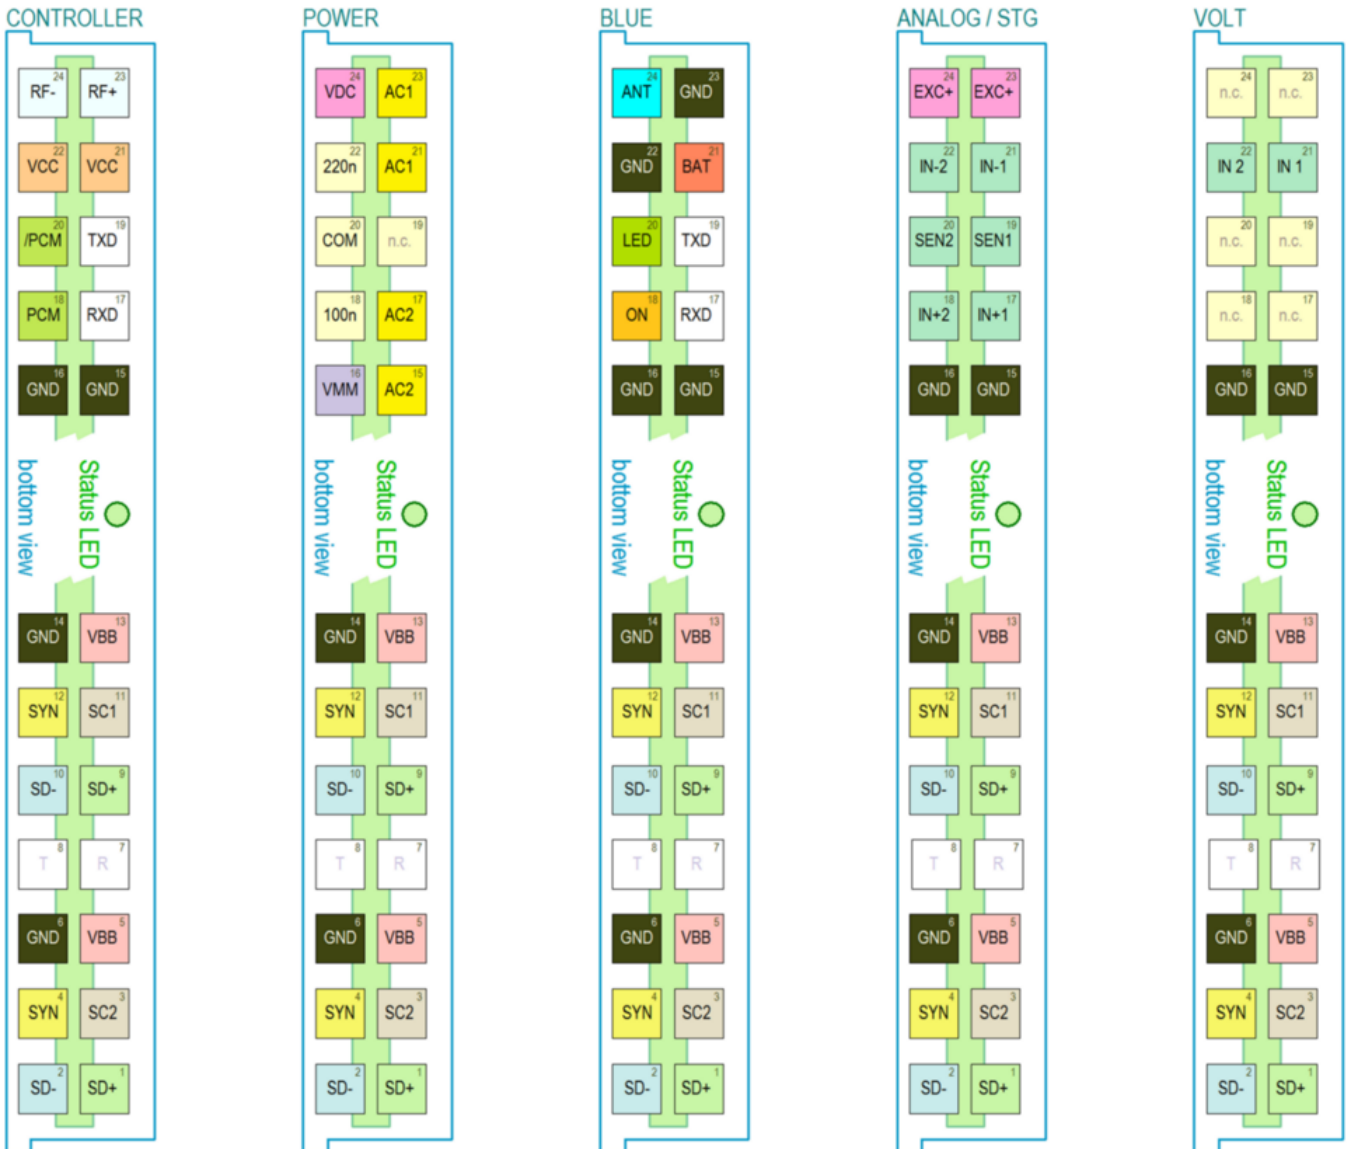 CONTROLLER POWER BLUE ANALOG / STG VOLT
24 23 24 23 24 23 24 23 24 23
RF- RF+ VDC AC1 ANT GND EXC+ EXC+ n.c. n.c.
22 21 22 21 22 21 22 21 22 21
VCC VCC 220n AC1 GND BAT IN-2 IN-1 IN 2 IN 1
20 19 20 19 20 19 20 19 20 19
/PCM TXD COM n.c. LED TXD SEN2 SEN1 n.c. n.c.
18 17 18 17 18 17 18 17 18 17
PCM RXD 100n AC2 ON RXD IN+2 IN+1 n.c. n.c.
16 15 16 15 16 15 16 15 16 15
GND GND VMM AC2 GND GND GND GND GND GND
bottom view Status LED bottom view Status LED bottom view Status LED bottom view Status LED bottom view Status LED
14 13 14 13 14 13 14 13 14 13
GND VBB GND VBB GND VBB GND VBB GND VBB
12 11 12 11 12 11 12 11 12 11
SYN SC1 SYN SC1 SYN SC1 SYN SC1 SYN SC1
10 9 10 9 10 9 10 9 10 9
SD- SD+ SD- SD+ SD- SD+ SD- SD+ SD- SD+
8 7 8 7 8 7 8 7 8 7
T R T R T R T R T R
6 5 6 5 6 5 6 5 6 5
GND VBB GND VBB GND VBB GND VBB GND VBB
4 3 4 3 4 3 4 3 4 3
SYN SC2 SYN SC2 SYN SC2 SYN SC2 SYN SC2
2 1 2 1 2 1 2 1 2 1
SD- SD+ SD- SD+ SD- SD+ SD- SD+ SD- SD+